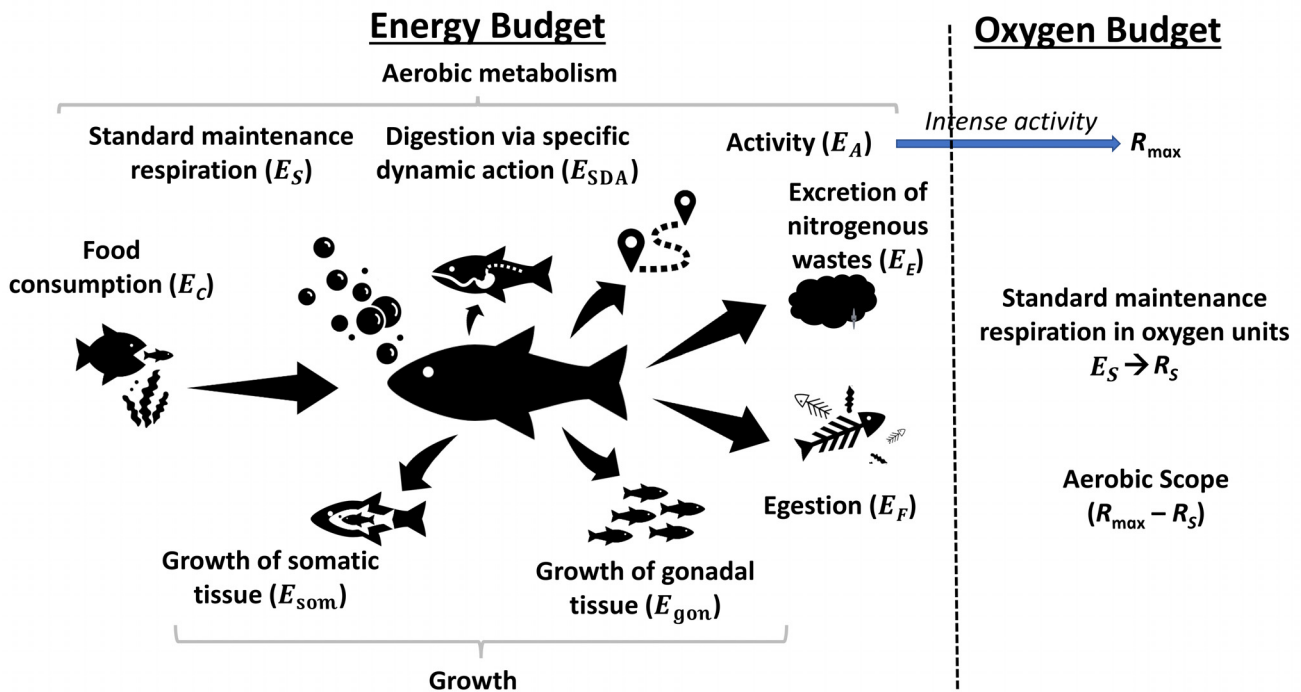 Energy Budget
Oxygen Budget
Aerobic metabolism
Standard maintenance
respiration (E_S)
Digestion via specific
dynamic action (E_SDA)
Activity (E_A)
Intense activity
R_max
Excretion of
nitrogenous
wastes (E_E)
Food
consumption (E_C)
Standard maintenance
respiration in oxygen units
E_S → R_S
Egestion (E_F)
Aerobic Scope
(R_max – R_S)
Growth of somatic
tissue (E_som)
Growth of gonadal
tissue (E_gon)
Growth